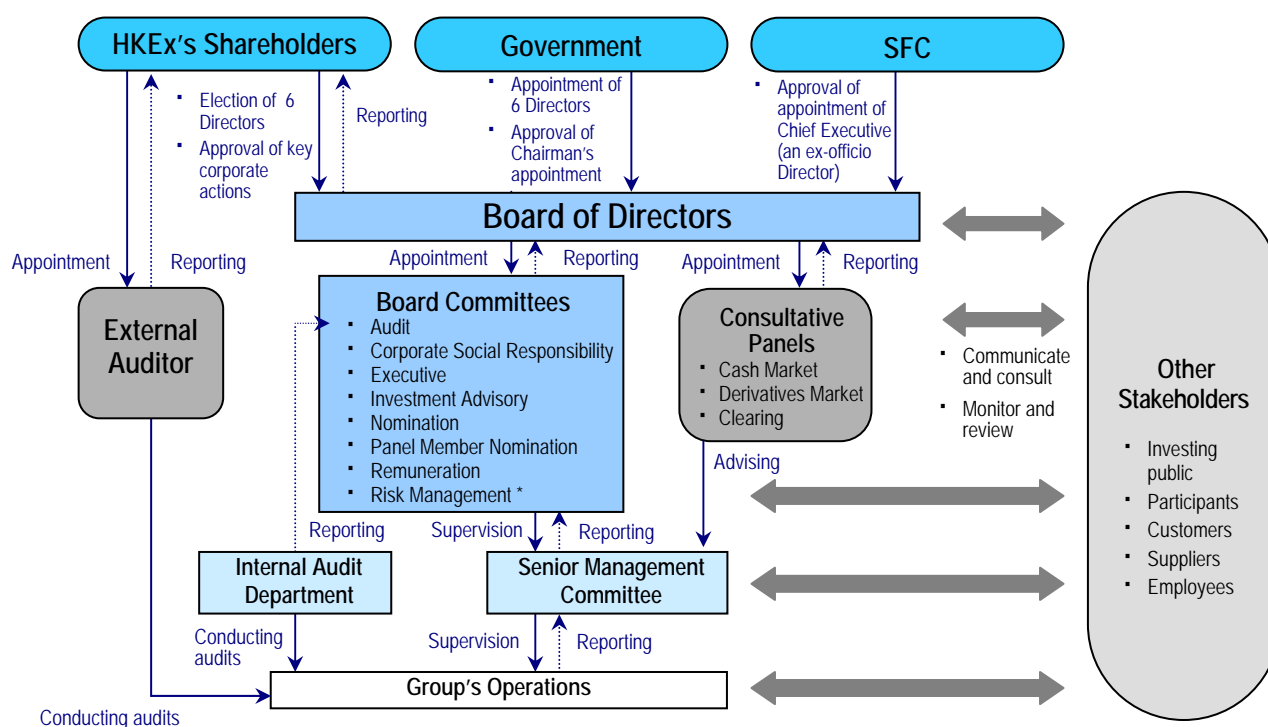 HKEx's Shareholders
Government
SFC
▪ Election of 6
Directors
▪ Approval of key
corporate
actions
Reporting
▪ Appointment of
6 Directors
▪ Approval of
Chairman's
appointment
▪ Approval of
appointment of
Chief Executive
(an ex-officio
Director)
Board of Directors
Appointment
Reporting
Appointment
Reporting
Appointment
Reporting
External
Auditor
Board Committees
▪ Audit
▪ Corporate Social Responsibility
▪ Executive
▪ Investment Advisory
▪ Nomination
▪ Panel Member Nomination
▪ Remuneration
▪ Risk Management *
Consultative
Panels
▪ Cash Market
▪ Derivatives Market
▪ Clearing
▪ Communicate
and consult
▪ Monitor and
review
Other
Stakeholders
▪ Investing
public
▪ Participants
▪ Customers
▪ Suppliers
▪ Employees
Advising
Reporting
Supervision
Reporting
Internal Audit
Department
Senior Management
Committee
Conducting
audits
Supervision
Reporting
Group's Operations
Conducting audits